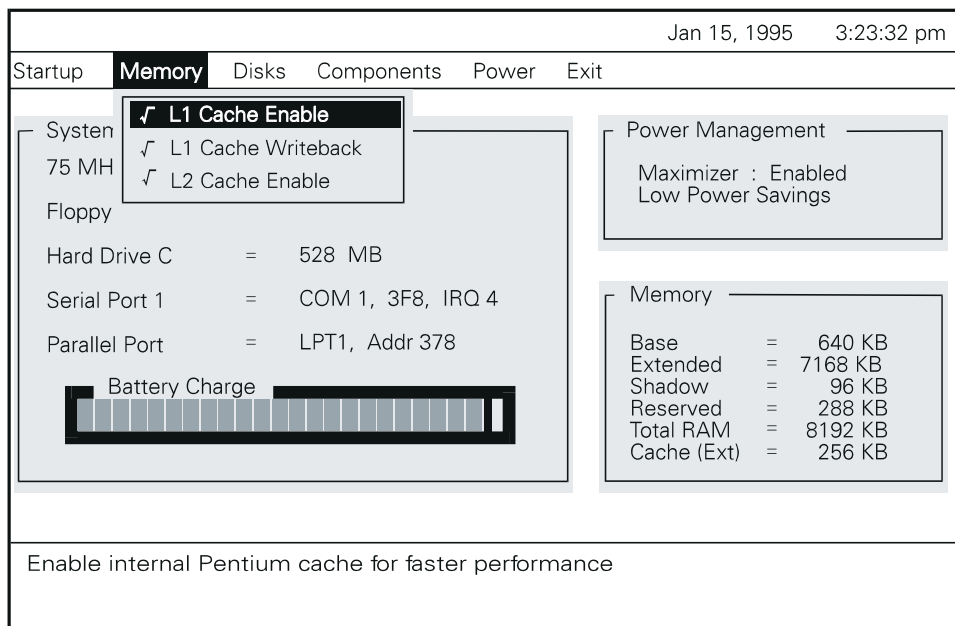 Jan 15, 1995 3:23:32 pm
Startup Memory Disks Components Power Exit
√ L1 Cache Enable
√ L1 Cache Writeback
√ L2 Cache Enable
System
75 MH
Floppy
Hard Drive C = 528 MB
Serial Port 1 = COM 1, 3F8, IRQ 4
Parallel Port = LPT1, Addr 378
Battery Charge
Power Management
Maximizer : Enabled
Low Power Savings
Memory
Base = 640 KB
Extended = 7168 KB
Shadow = 96 KB
Reserved = 288 KB
Total RAM = 8192 KB
Cache (Ext) = 256 KB
Enable internal Pentium cache for faster performance